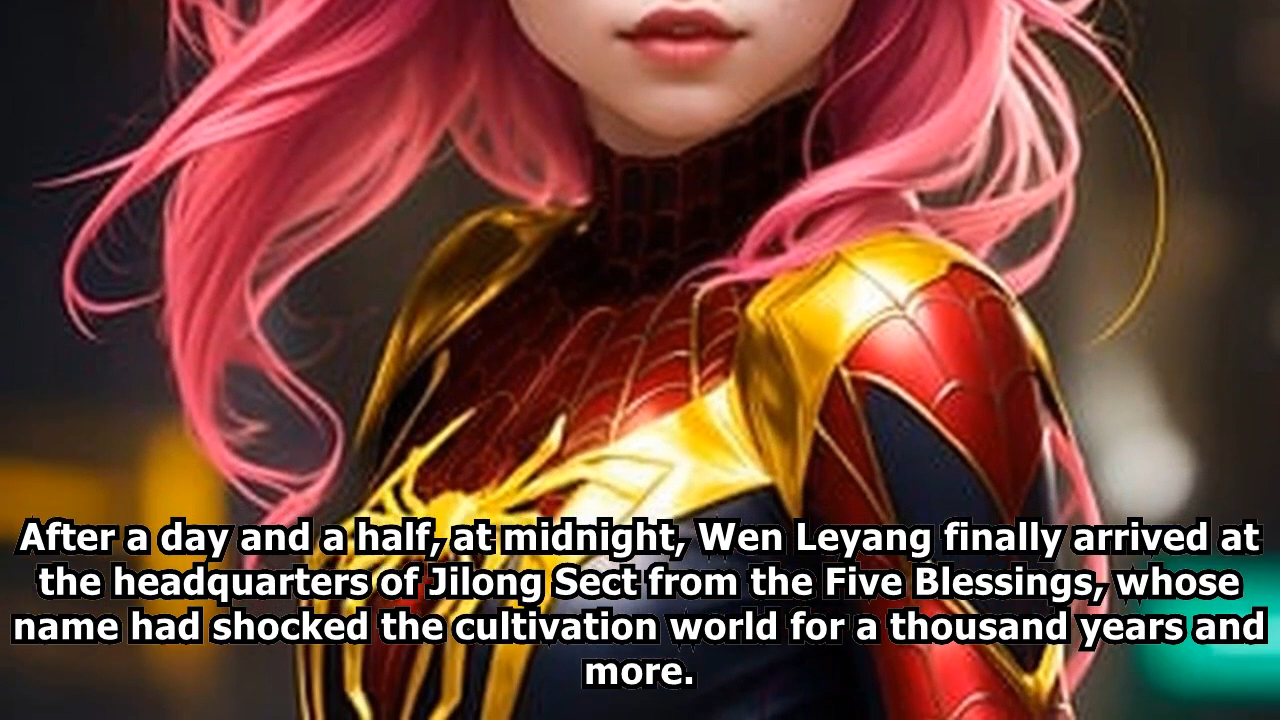 After a day and a half, at midnight, Wen Leyang finally arrived at
the headquarters of Jilong Sect from the Five Blessings, whose
name had shocked the cultivation world for a thousand years and
more.